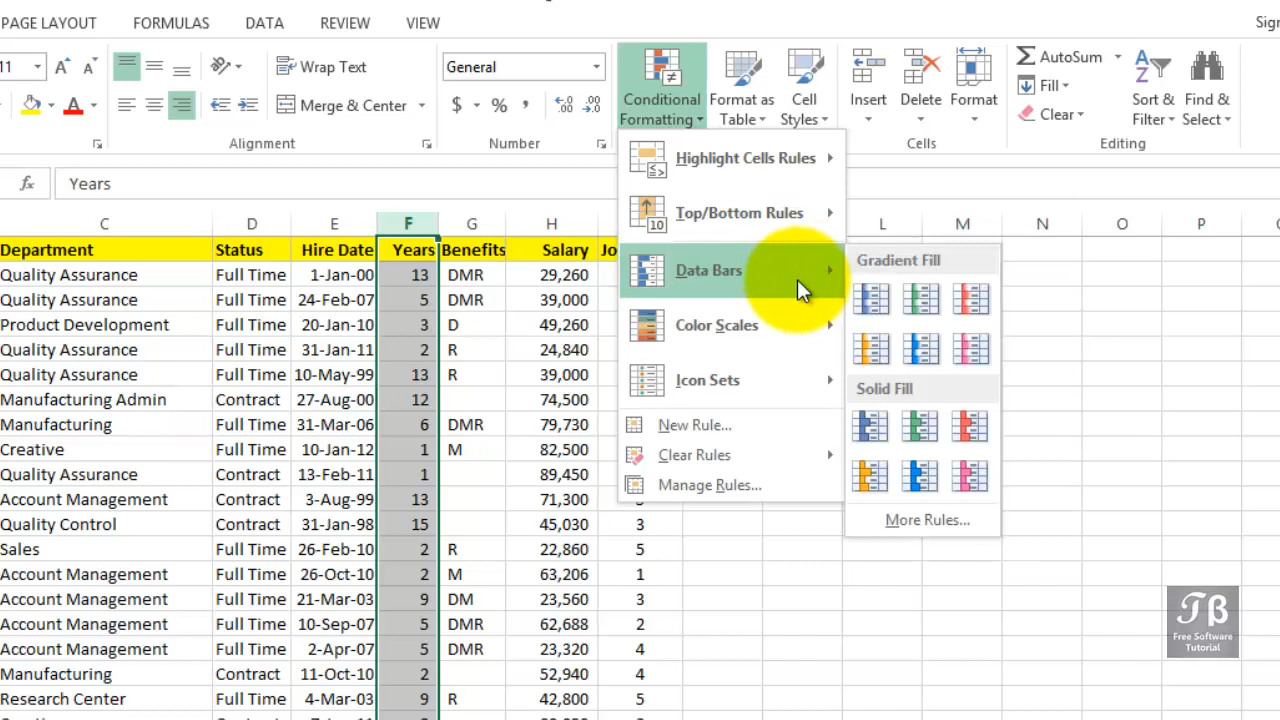 PAGE LAYOUT FORMULAS DATA REVIEW VIEW Sign
11 A A Wrap Text General Conditional Formatting Format as Table Cell Styles Insert Delete Format AutoSum Sort & Filter Find & Select
A Merge & Center $ % , .00 Fill
Clear
Alignment Number Cells Editing
fx Years
Highlight Cells Rules
Top/Bottom Rules
Data Bars
Color Scales
Icon Sets
New Rule...
Clear Rules
Manage Rules...
Gradient Fill
Solid Fill
More Rules...
C D E F G H L M N O P
Department Status Hire Date Years Benefits Salary Jo
Quality Assurance Full Time 1-Jan-00 13 DMR 29,260
Quality Assurance Full Time 24-Feb-07 5 DMR 39,000
Product Development Full Time 20-Jan-10 3 D 49,260
Quality Assurance Full Time 31-Jan-11 2 R 24,840
Quality Assurance Full Time 10-May-99 13 R 39,000
Manufacturing Admin Contract 27-Aug-00 12 74,500
Manufacturing Full Time 31-Mar-06 6 DMR 79,730
Creative Full Time 10-Jan-12 1 M 82,500
Quality Assurance Contract 13-Feb-11 1 89,450
Account Management Contract 3-Aug-99 13 71,300
Quality Control Contract 31-Jan-98 15 45,030 3
Sales Full Time 26-Feb-10 2 R 22,860 5
Account Management Full Time 26-Oct-10 2 M 63,206 1
Account Management Full Time 21-Mar-03 9 DM 23,560 3
Account Management Full Time 10-Sep-07 5 DMR 62,688 2
Account Management Full Time 2-Apr-07 5 DMR 23,320 4
Manufacturing Contract 11-Oct-10 2 52,940 4
Research Center Full Time 4-Mar-03 9 R 42,800 5
Free Software
Tutorial